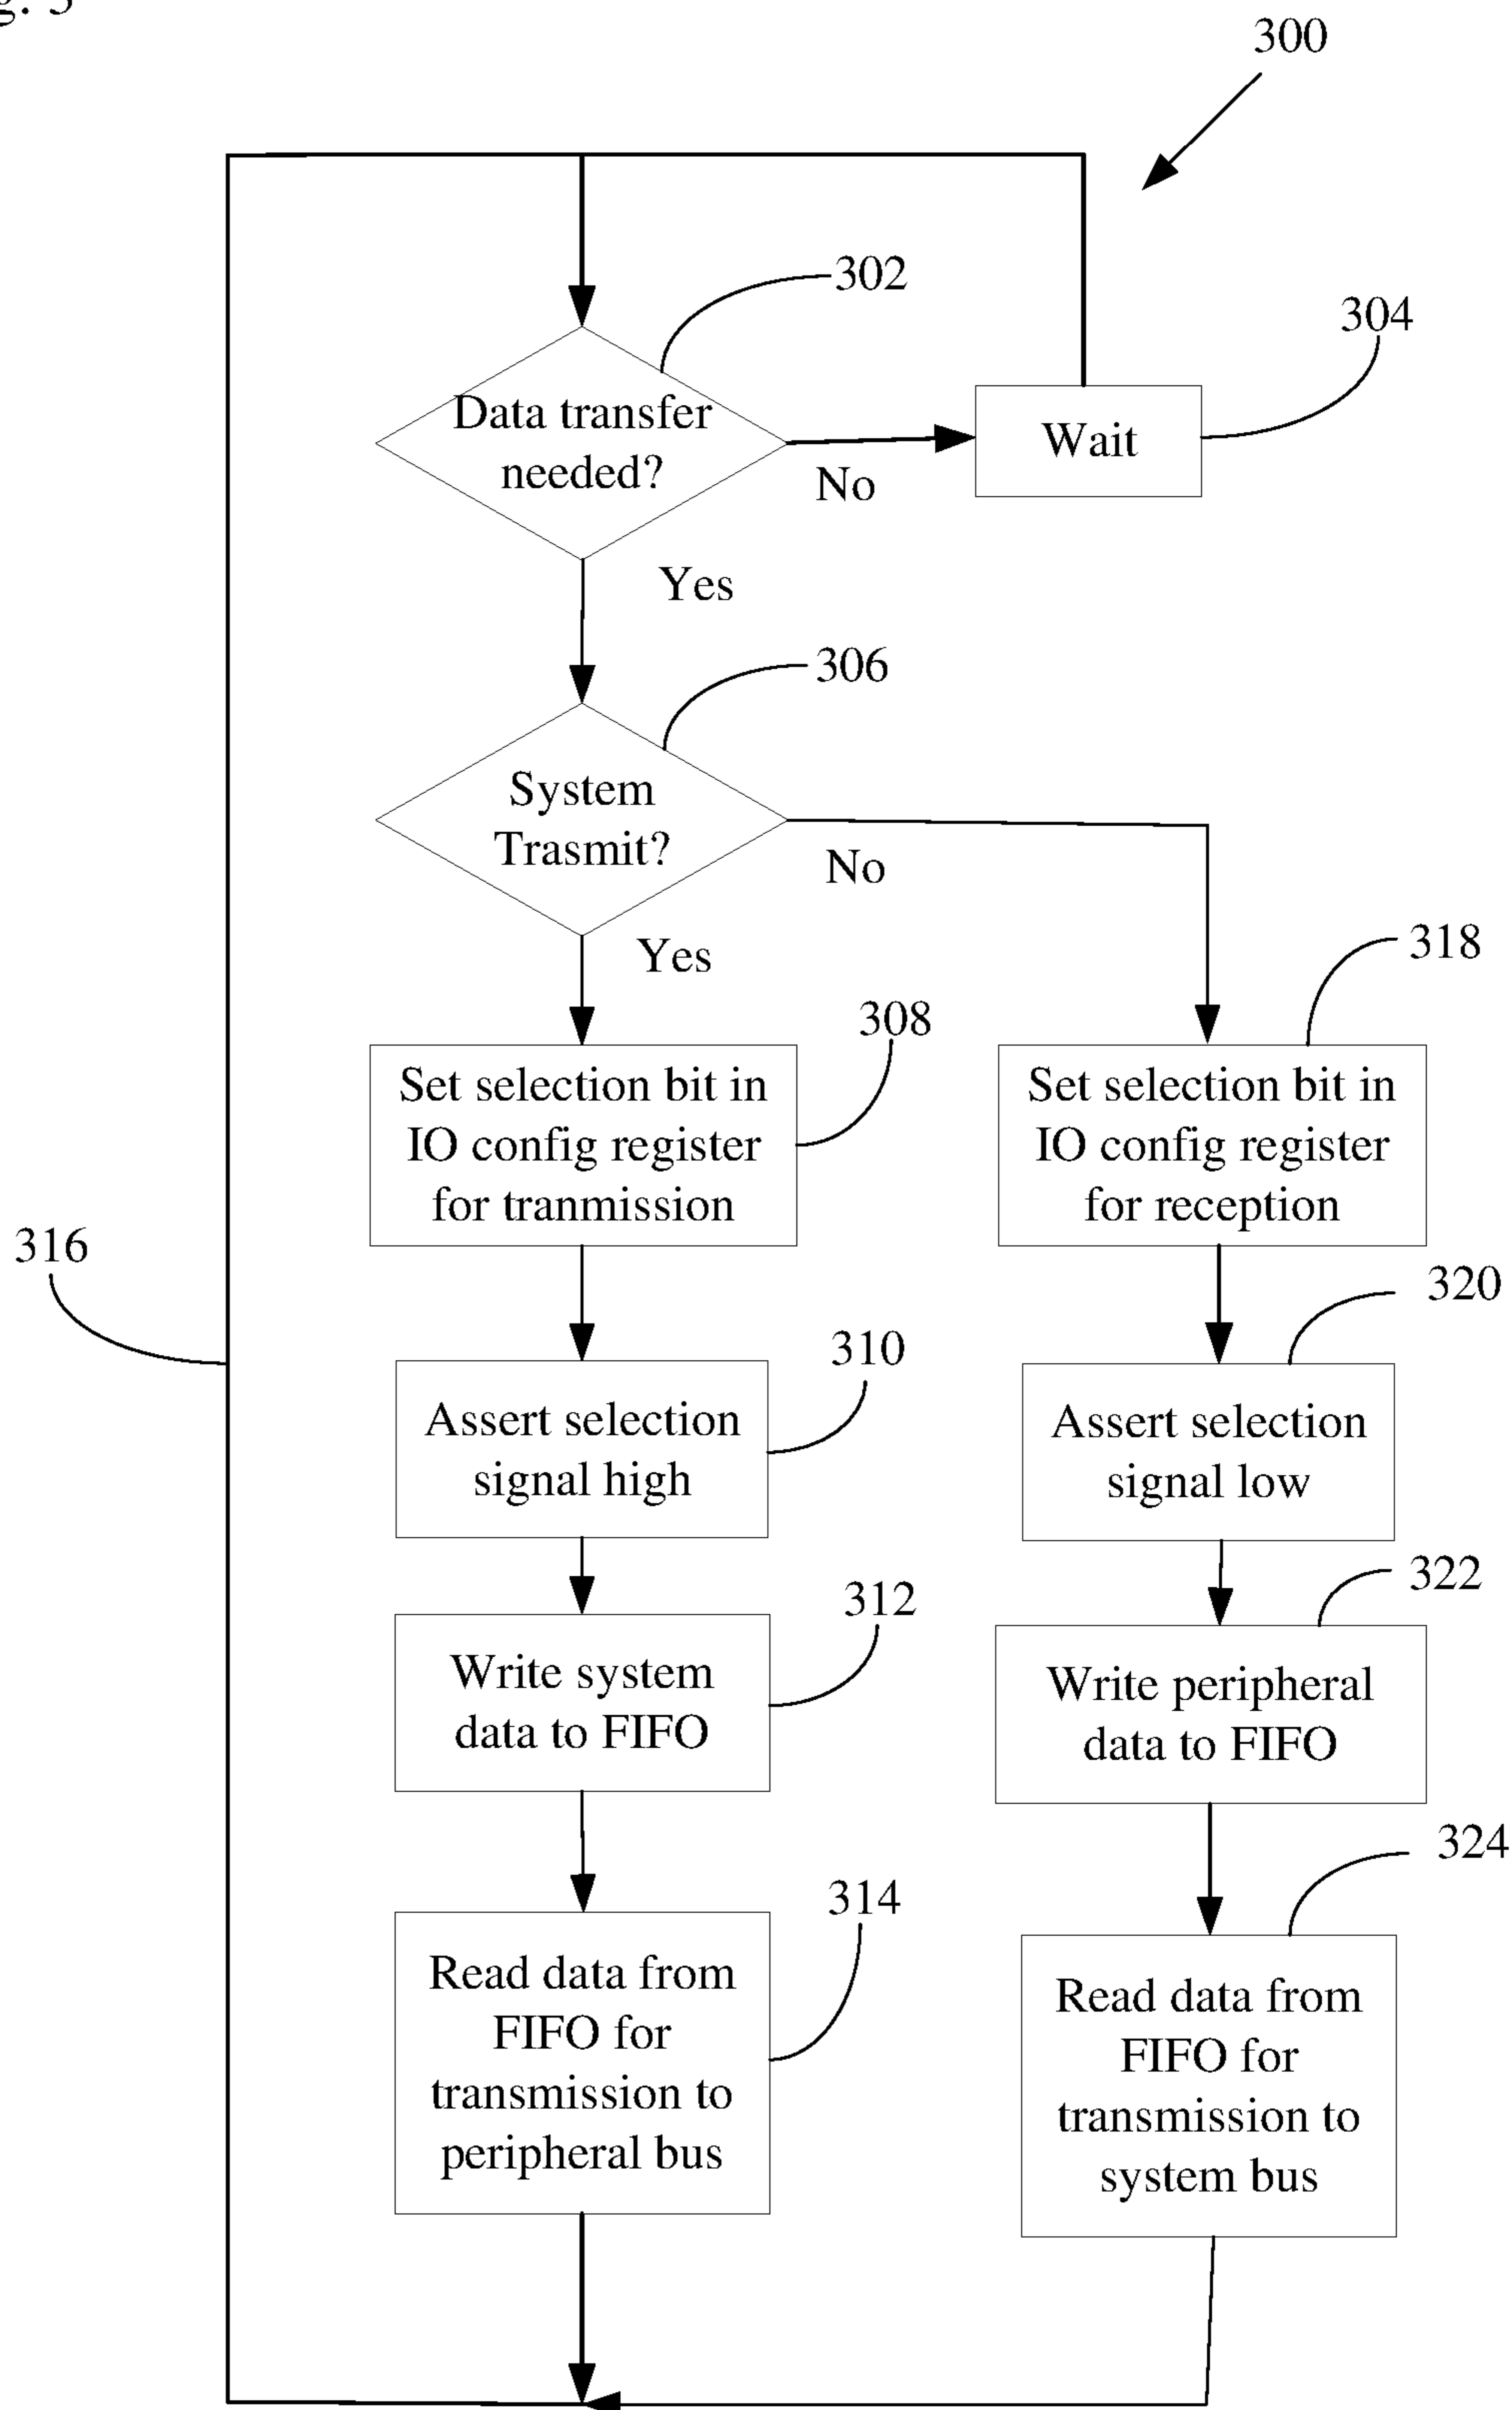 g. 3
300
302
304
Data transfer
needed?
Wait
No
Yes
306
System
Trasmit?
No
Yes
318
308
Set selection bit in
IO config register
for tranmission
Set selection bit in
IO config register
for reception
316
320
310
Assert selection
signal high
Assert selection
signal low
322
312
Write system
data to FIFO
Write peripheral
data to FIFO
324
314
Read data from
FIFO for
transmission to
peripheral bus
Read data from
FIFO for
transmission to
system bus